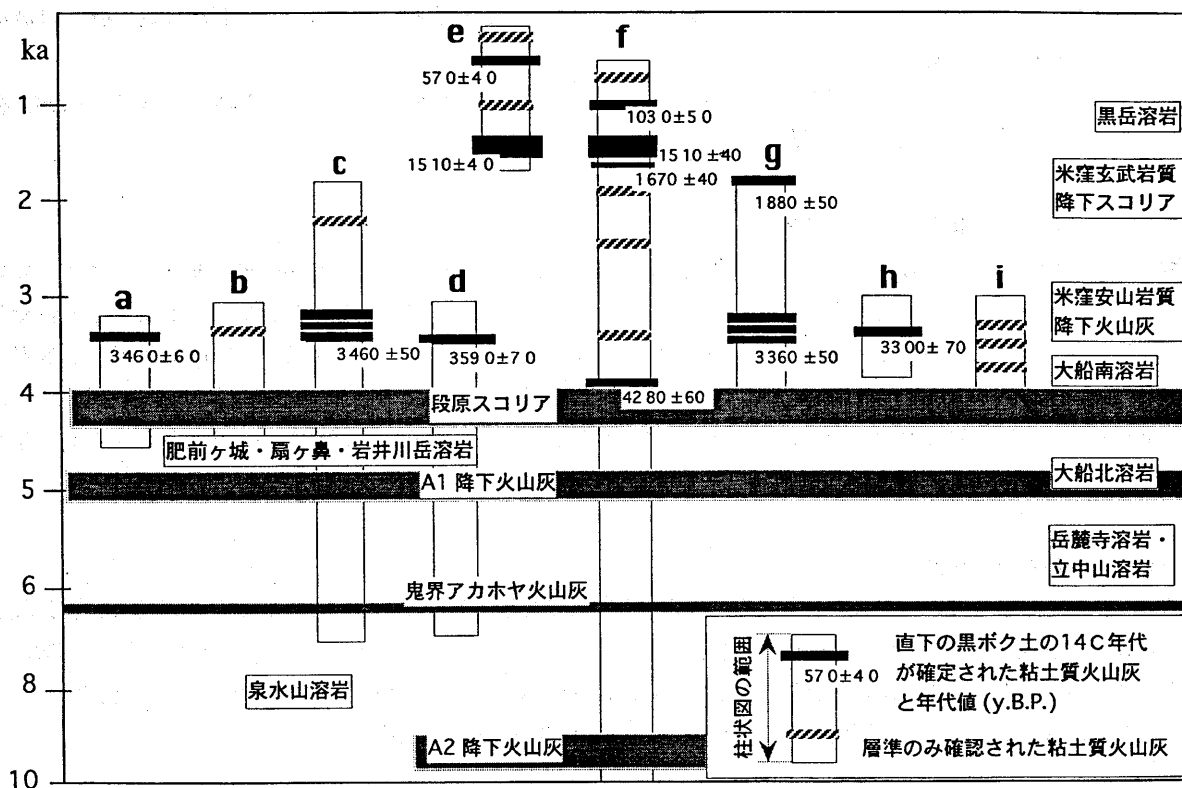 ka
e
f
570±40
1
1030±50
黒岳溶岩
1510±40
1510±40
g
c
1670±40
米窪玄武岩質
降下スコリア
2
1880±50
h
i
d
b
a
3
米窪安山岩質
降下火山灰
3460±60
3460±50
3590±70
3360±50
3300±70
大船南溶岩
4
段原スコリア
4280±60
肥前ヶ城・扇ヶ鼻・岩井川岳溶岩
大船北溶岩
5
A1 降下火山灰
岳麓寺溶岩・
立中山溶岩
6
鬼界アカホヤ火山灰
8
泉水山溶岩
A2 降下火山灰
10
柱状図の範囲
570±40
直下の黒ボク土の14C年代
が確定された粘土質火山灰
と年代値 (y.B.P.)
層準のみ確認された粘土質火山灰